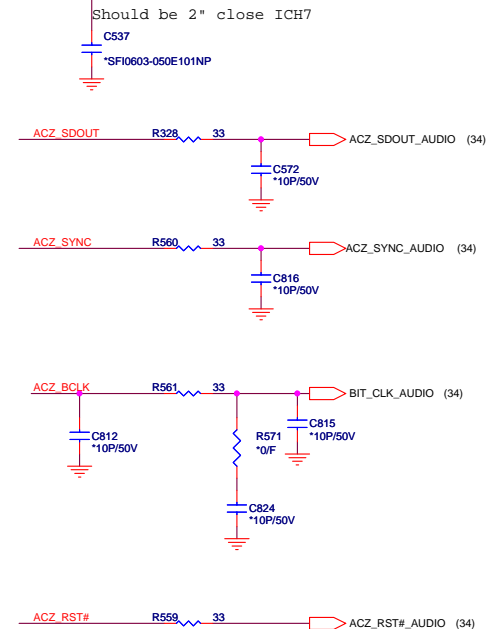 Should be 2" close ICH7
C537
*SFI0603-050E101NP
ACZ_SDOUT R328 33 ACZ_SDOUT_AUDIO (34)
C572
*10P/50V
ACZ_SYNC R560 33 ACZ_SYNC_AUDIO (34)
C816
*10P/50V
ACZ_BCLK R561 33 BIT_CLK_AUDIO (34)
C812
*10P/50V
R571
*0/F
C815
*10P/50V
C824
*10P/50V
ACZ_RST# R559 33 ACZ_RST#_AUDIO (34)